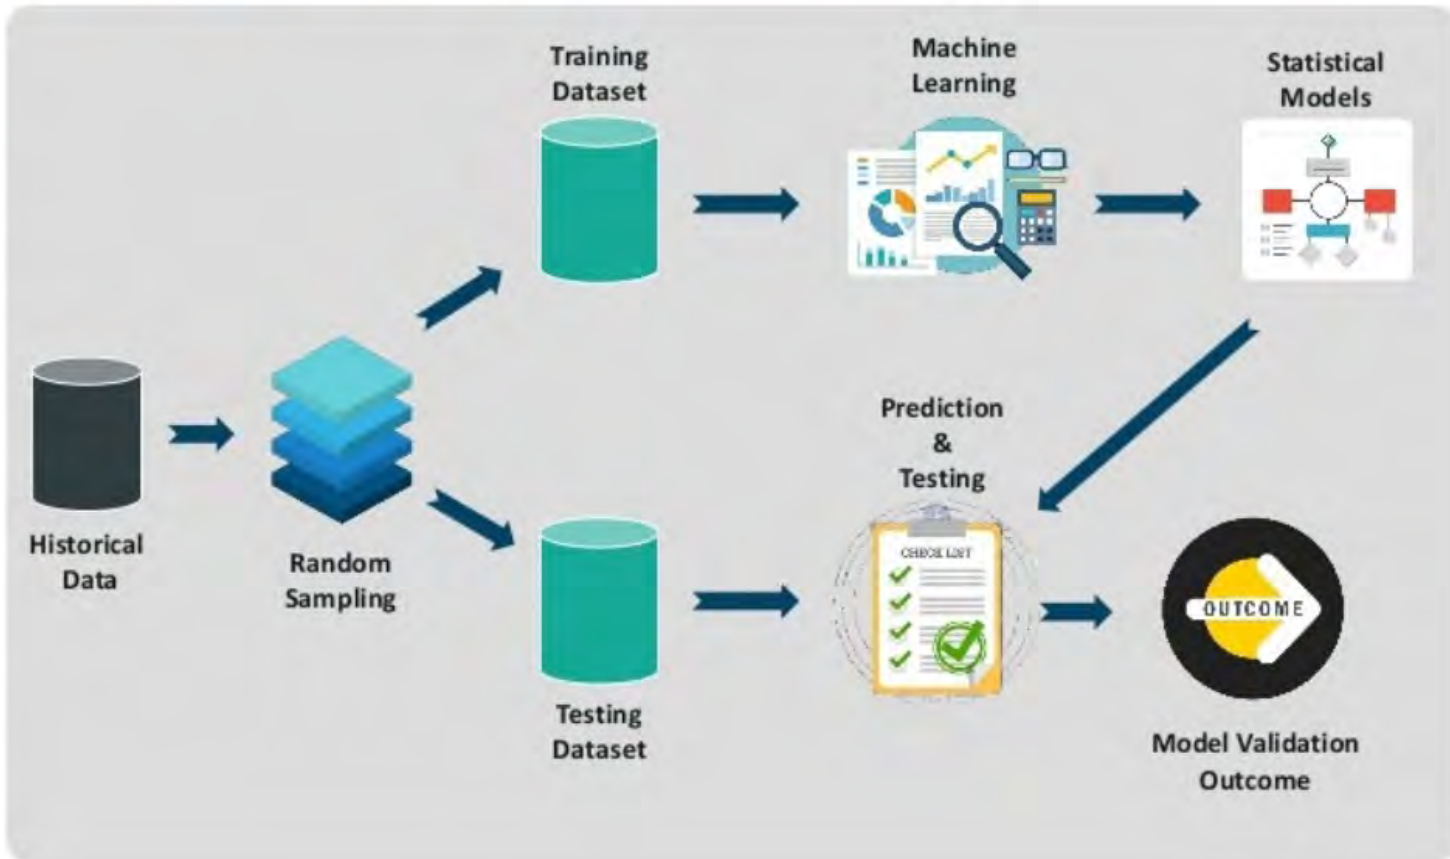 Training
Dataset
Machine
Learning
Statistical
Models
Historical
Data
Random
Sampling
Prediction
&
Testing
CHECK LIST
Testing
Dataset
OUTCOME
Model Validation
Outcome